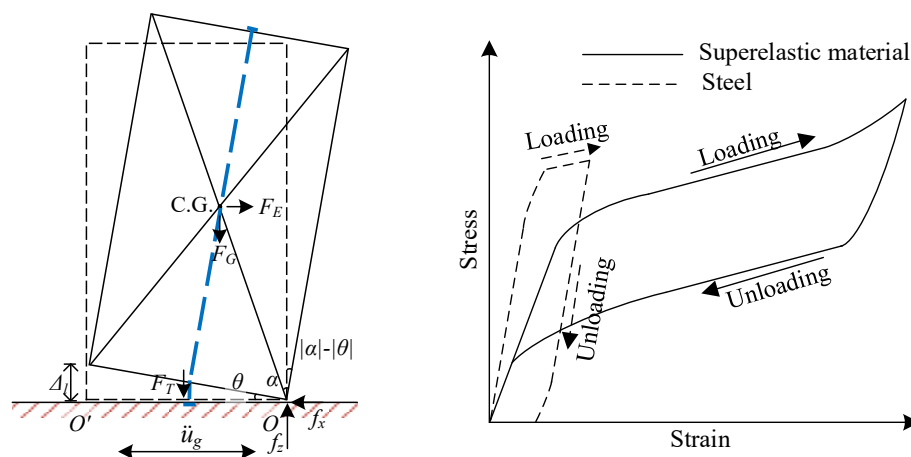 C.G.
F_E
F_G
|α|-|θ|
Δ_l
F_T
θ
α
O'
O
f_x
f_z
ü_g
Superelastic material
Steel
Loading
Loading
Unloading
Unloading
Stress
Strain